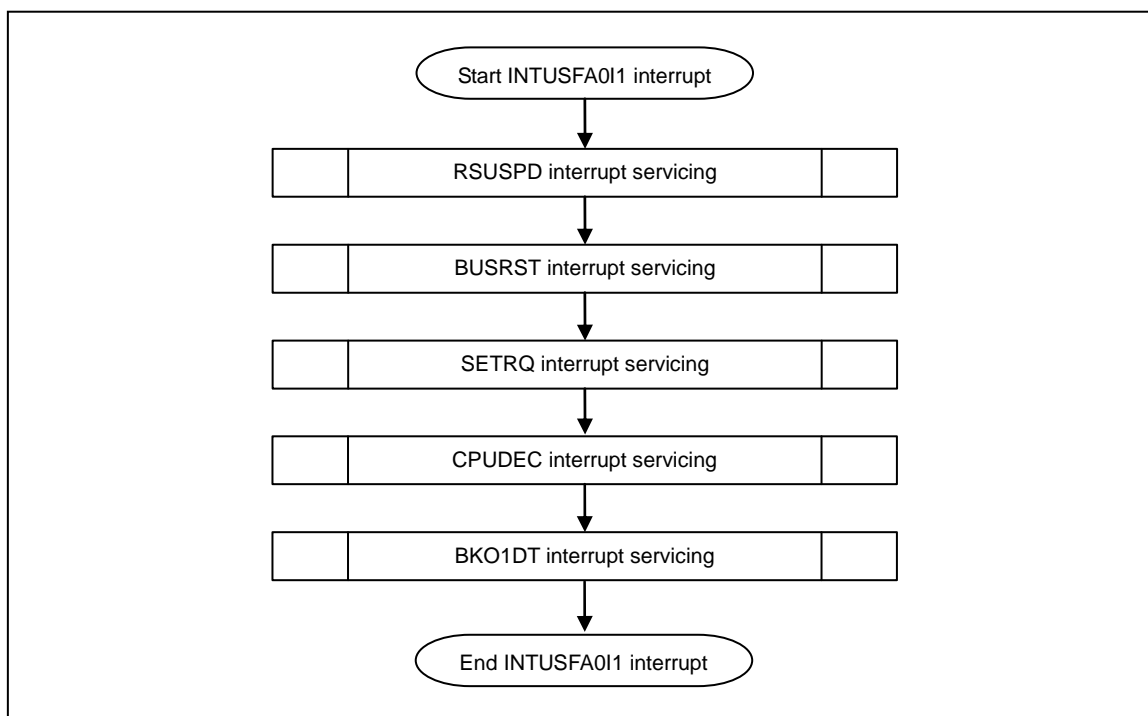 Start INTUSFA0I1 interrupt
RSUSPD interrupt servicing
BUSRST interrupt servicing
SETRQ interrupt servicing
CPUDEC interrupt servicing
BKO1DT interrupt servicing
End INTUSFA0I1 interrupt